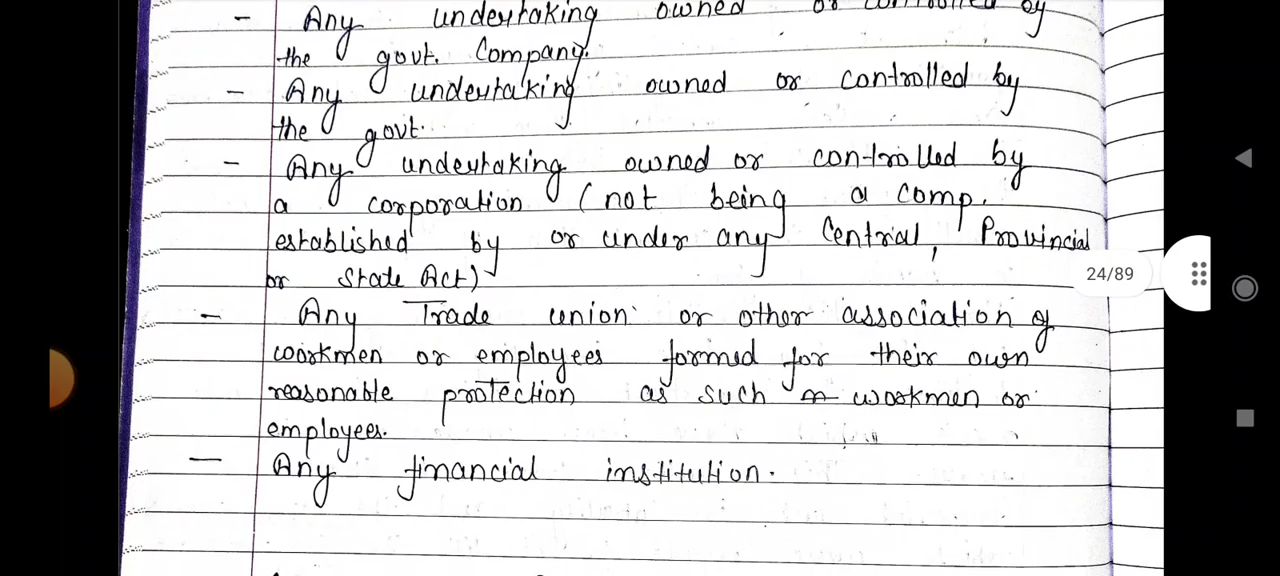 - Any undertaking owned or controlled by
the govt. Company.
- Any undertaking owned or controlled by
the govt.
- Any undertaking owned or controlled by
a corporation (not being a comp.
established by or under any Central, Provincial
or State Act)
24/89
- Any Trade union or other association of
workmen or employees formed for their own
reasonable protection as such workmen or
employees.
- Any financial institution.